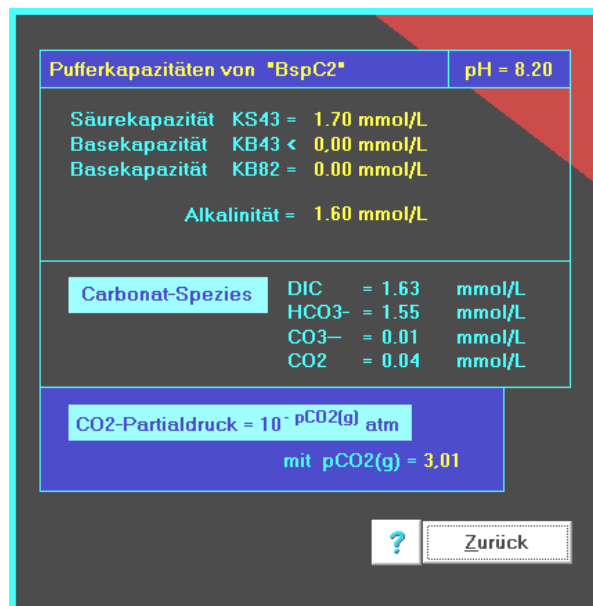 Pufferkapazitäten von "BspC2" pH = 8.20
Säurekapazität KS43 = 1.70 mmol/L
Basekapazität KB43 < 0,00 mmol/L
Basekapazität KB82 = 0.00 mmol/L
Alkalinität = 1.60 mmol/L
Carbonat-Spezies
DIC = 1.63 mmol/L
HCO3- = 1.55 mmol/L
CO3-- = 0.01 mmol/L
CO2 = 0.04 mmol/L
CO2-Partialdruck = 10^- pCO2(g) atm
mit pCO2(g) = 3,01
? Zurück